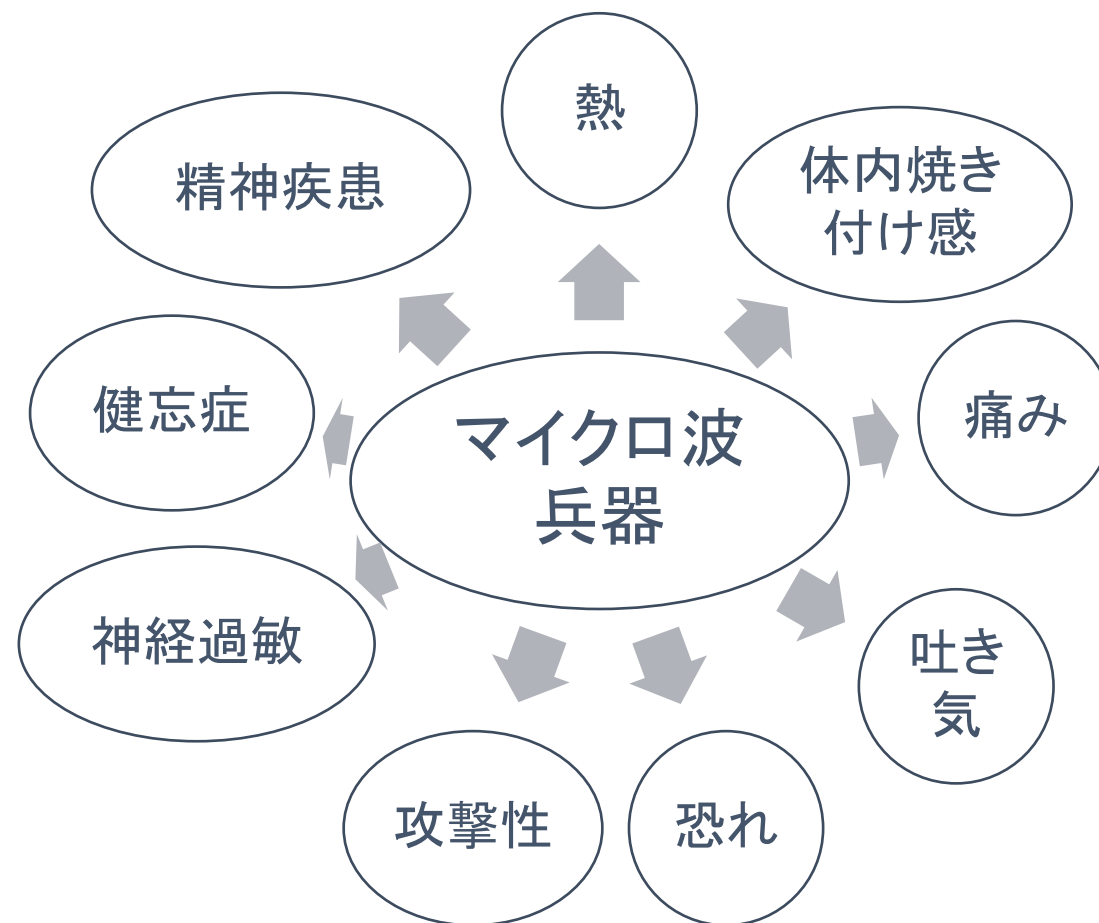 熱
体内焼き
付け感
痛み
吐き
気
恐れ
攻撃性
神経過敏
健忘症
精神疾患
マイクロ波
兵器